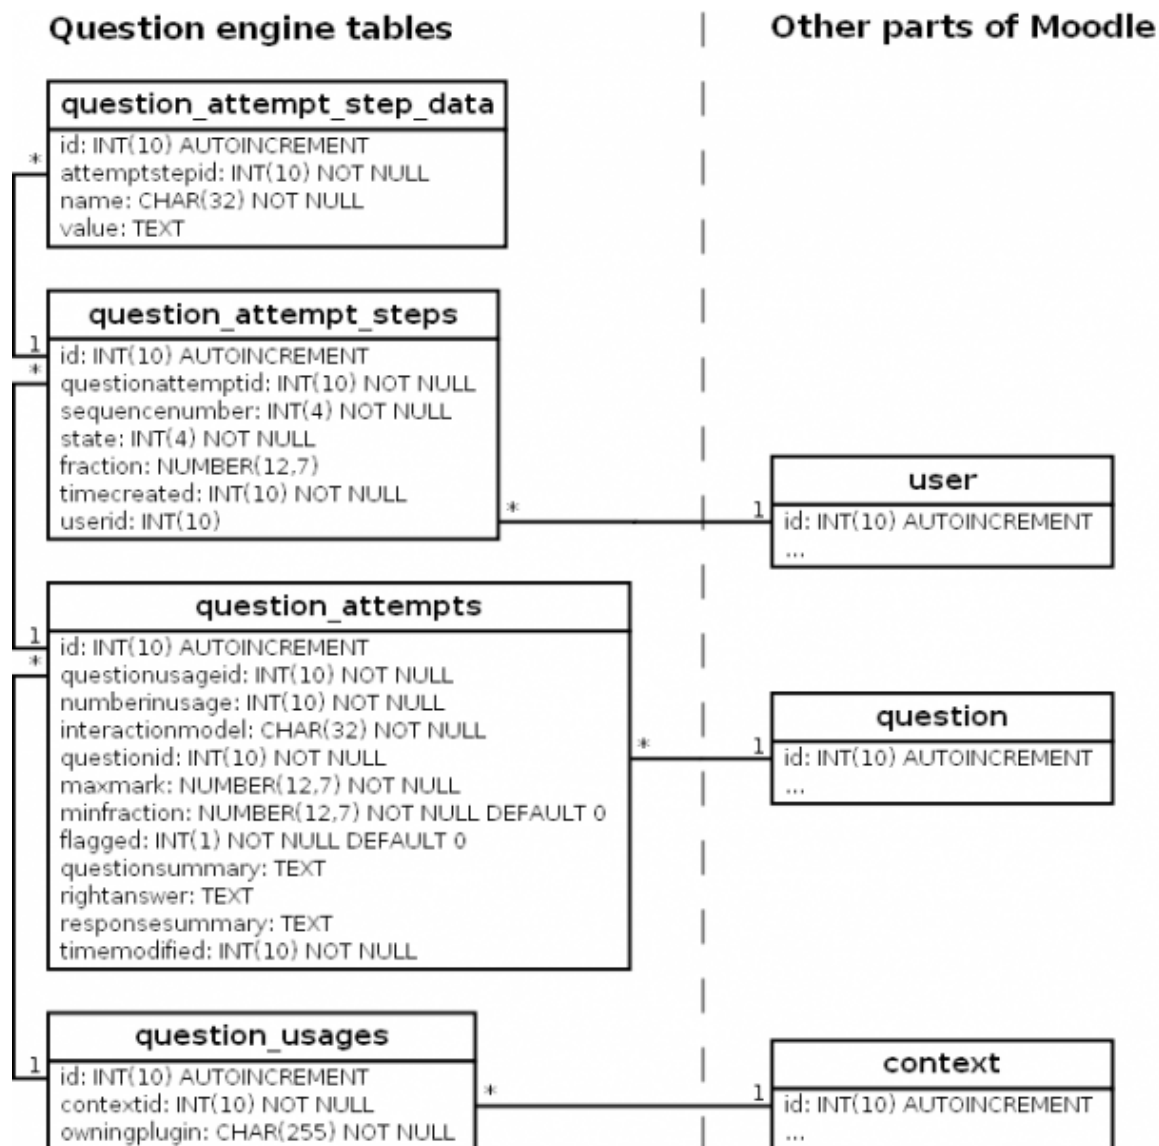 Question engine tables
Other parts of Moodle
question_attempt_step_data
id: INT(10) AUTOINCREMENT
*
attemptstepid: INT(10) NOT NULL
name: CHAR(32) NOT NULL
value: TEXT
question_attempt_steps
1
id: INT(10) AUTOINCREMENT
*
questionattemptid: INT(10) NOT NULL
sequencenumber: INT(4) NOT NULL
state: INT(4) NOT NULL
fraction: NUMBER(12,7)
timecreated: INT(10) NOT NULL
userid: INT(10)
*
1
user
id: INT(10) AUTOINCREMENT
...
question_attempts
1
id: INT(10) AUTOINCREMENT
*
questionusageid: INT(10) NOT NULL
numberinusage: INT(10) NOT NULL
interactionmodel: CHAR(32) NOT NULL
questionid: INT(10) NOT NULL
maxmark: NUMBER(12,7) NOT NULL
minfraction: NUMBER(12,7) NOT NULL DEFAULT 0
flagged: INT(1) NOT NULL DEFAULT 0
questionsummary: TEXT
rightanswer: TEXT
responsesummary: TEXT
timemodified: INT(10) NOT NULL
*
1
question
id: INT(10) AUTOINCREMENT
...
question_usages
1
id: INT(10) AUTOINCREMENT
contextid: INT(10) NOT NULL
owningplugin: CHAR(255) NOT NULL
*
1
context
id: INT(10) AUTOINCREMENT
...